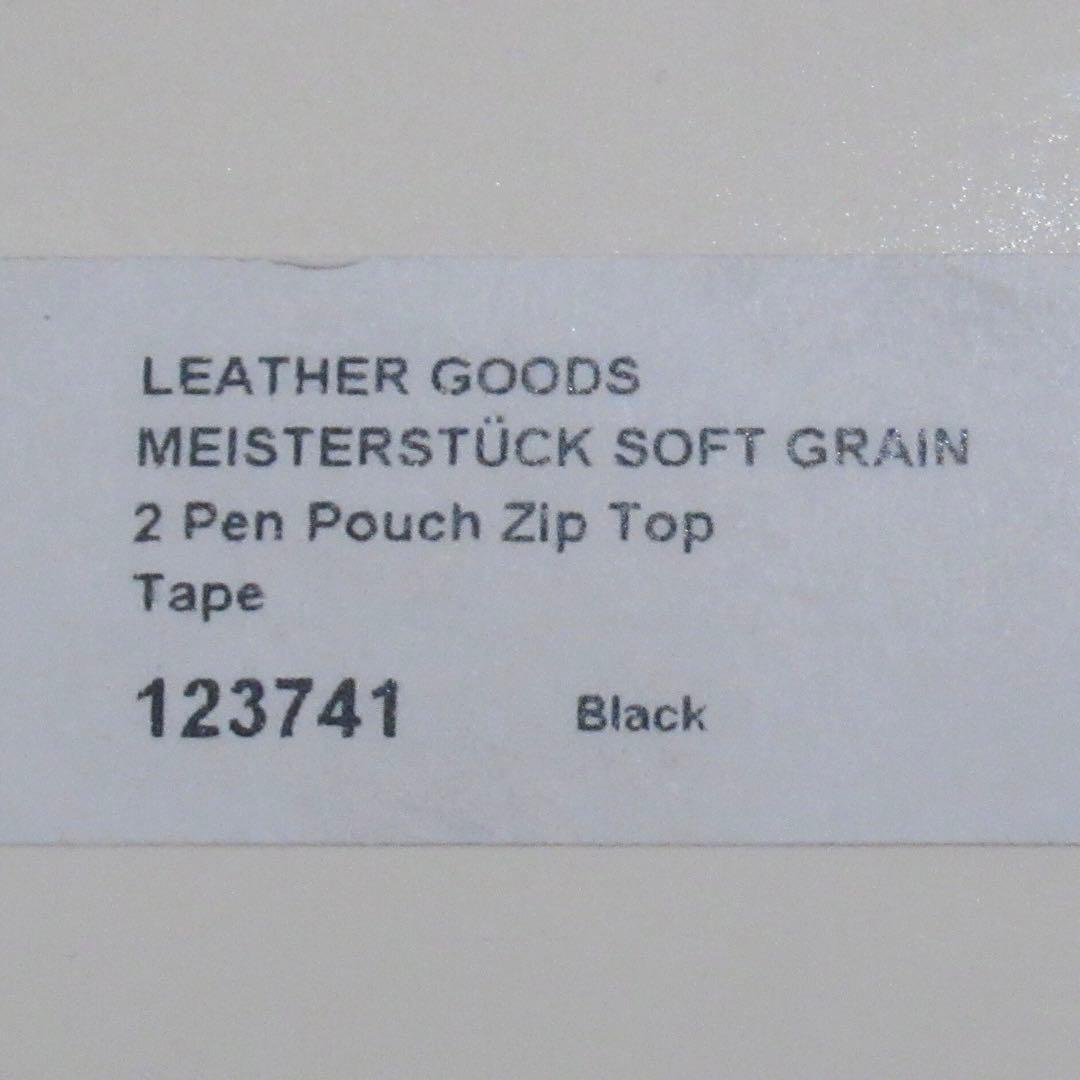 LEATHER GOODS
MEISTERSTÜCK SOFT GRAIN
2 Pen Pouch Zip Top
Tape
123741 Black